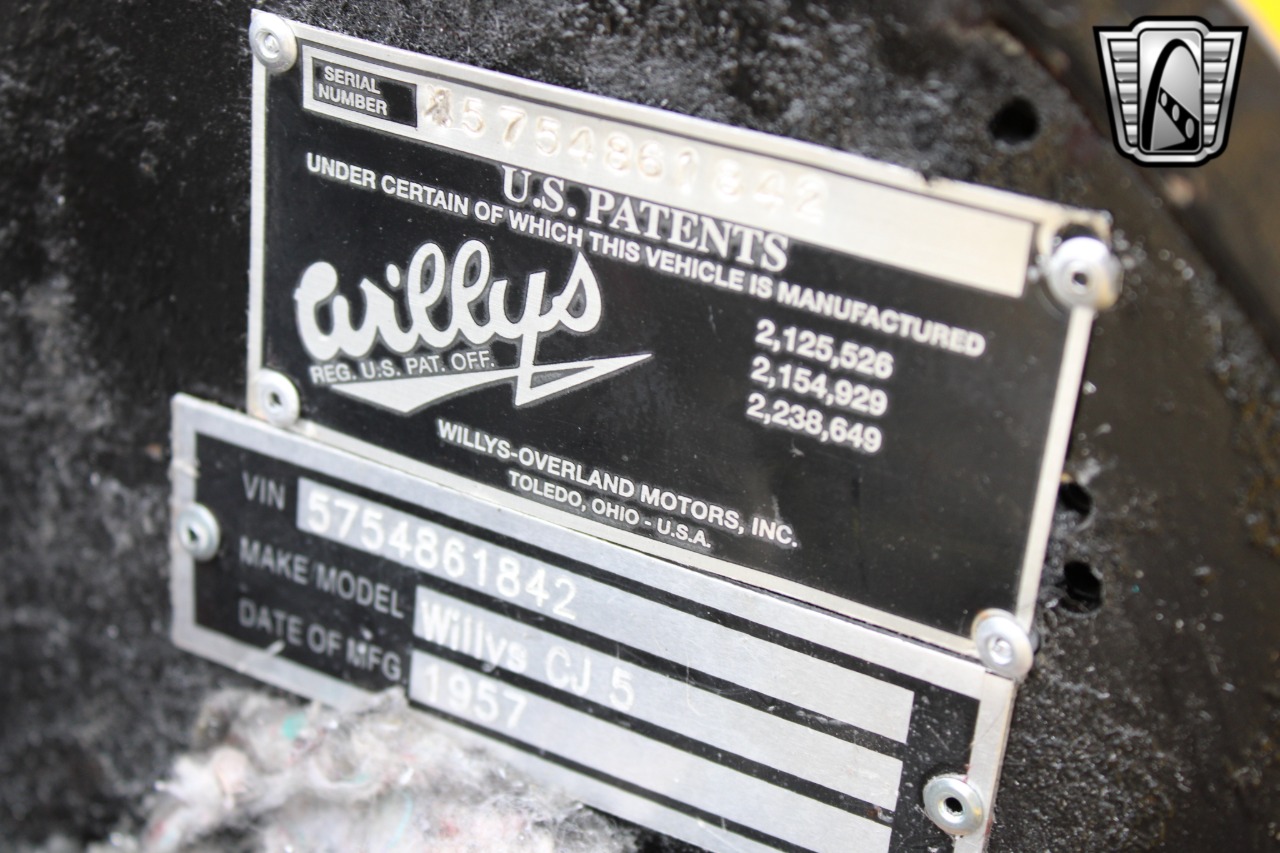 SERIAL
NUMBER
5754861842
U.S. PATENTS
UNDER CERTAIN OF WHICH THIS VEHICLE IS MANUFACTURED
Willys
REG. U.S. PAT. OFF.
2,125,526
2,154,929
2,238,649
WILLYS-OVERLAND MOTORS, INC.
TOLEDO, OHIO - U.S.A.
VIN 5754861842
MAKE/MODEL Willys CJ 5
DATE OF MFG. 1957